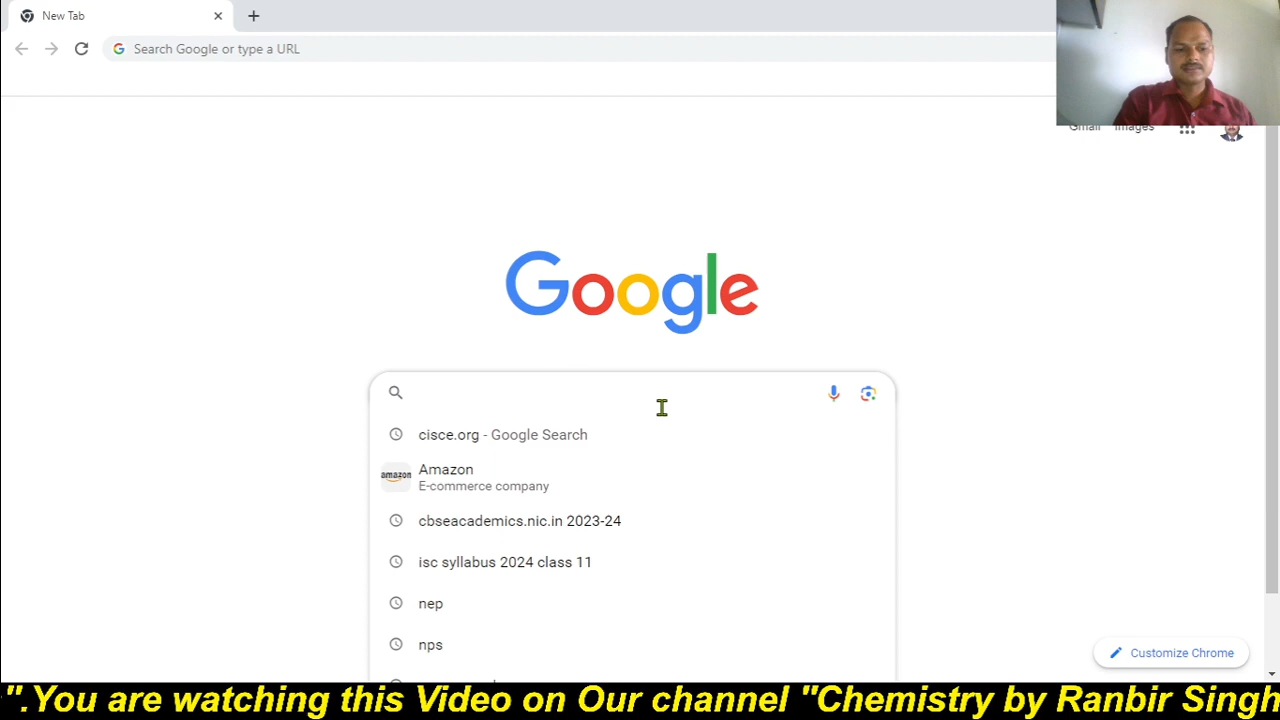 New Tab
Search Google or type a URL
Gmail Images
Google
cisce.org - Google Search
amazon Amazon
E-commerce company
cbseacademics.nic.in 2023-24
isc syllabus 2024 class 11
nep
nps
Customize Chrome
".You are watching this Video on Our channel "Chemistry by Ranbir Singh